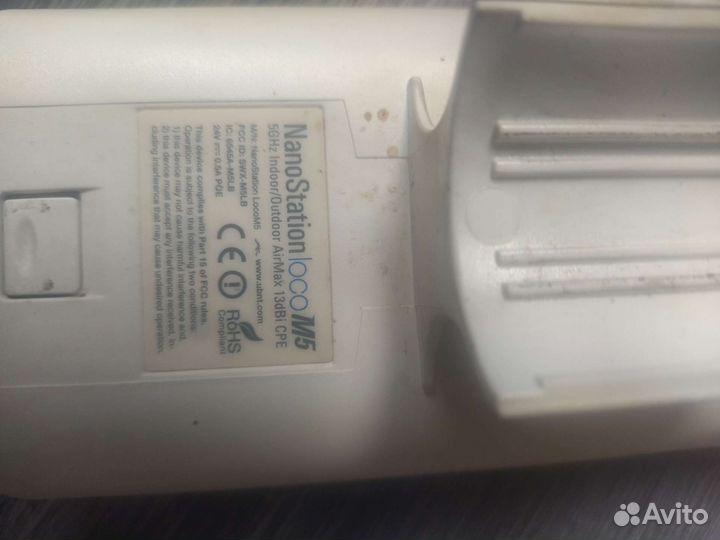 NanoStation loco M5
5GHz Indoor/Outdoor AirMax 13dBi CPE
M/N: NanoStation LocoM5
www.ubnt.com
FCC ID: SWX-M5LB
IC: 6545A-M5LB
24V 0.5A POE
CE
RoHS
Compliant
This device complies with Part 15 of FCC rules.
Operation is subject to the following two conditions:
1) this device may not cause harmful interference and,
2) this device must accept any interference received, in-
cluding interference that may cause undesired operation.
Avito